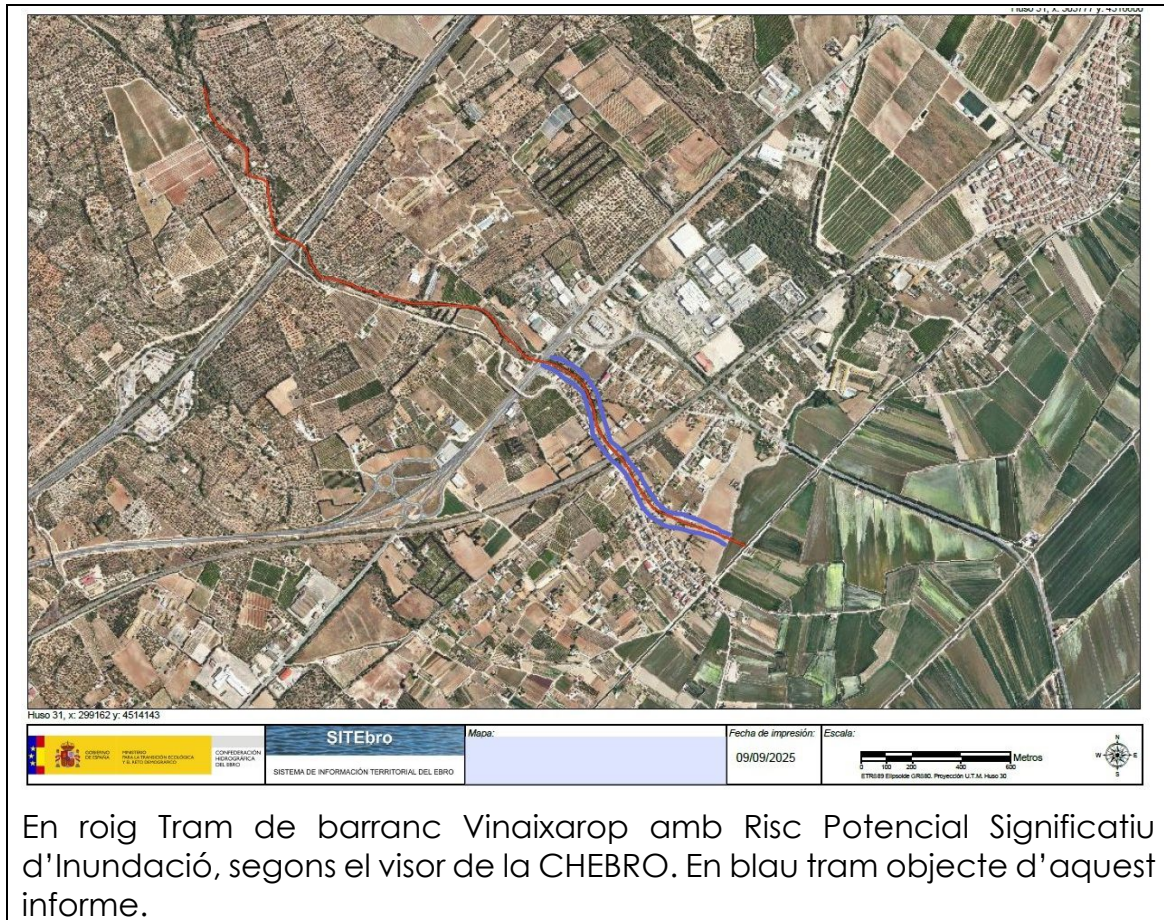 Huso 31, x: 299162 y: 4514143
GOBIERNO
DE ESPAÑA
MINISTERIO
PARA LA TRANSICIÓN ECOLÓGICA
Y EL RETO DEMOGRÁFICO
CONFEDERACIÓN
HIDROGRÁFICA
DEL EBRO
SITEbro
SISTEMA DE INFORMACIÓN TERRITORIAL DEL EBRO
Mapa:
Fecha de impresión:
09/09/2025
Escala:
0 100 200 400 600
Metros
ETRS89 Elipsoide GRS80. Proyección U.T.M. Huso 30
N
W E
S
En roig Tram de barranc Vinaixarop amb Risc Potencial Significatiu
d’Inundació, segons el visor de la CHEBRO. En blau tram objecte d’aquest
informe.